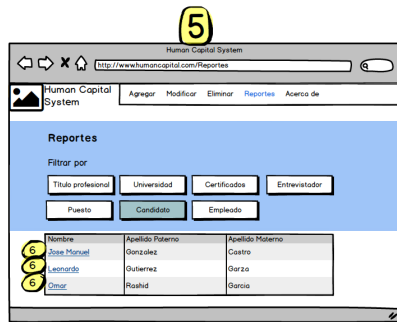 5
Human Capital System
http://www.humancapital.com/Reportes
Human Capital System
Agregar Modificar Eliminar Reportes Acerca de
Reportes
Filtrar por
Título profesional Universidad Certificados Entrevistador
Puesto Candidato Empleado
Nombre Apellido Paterno Apellido Materno
6 Jose Manuel Gonzalez Castro
6 Leonardo Gutierrez Garza
6 Omar Rashid Garcia